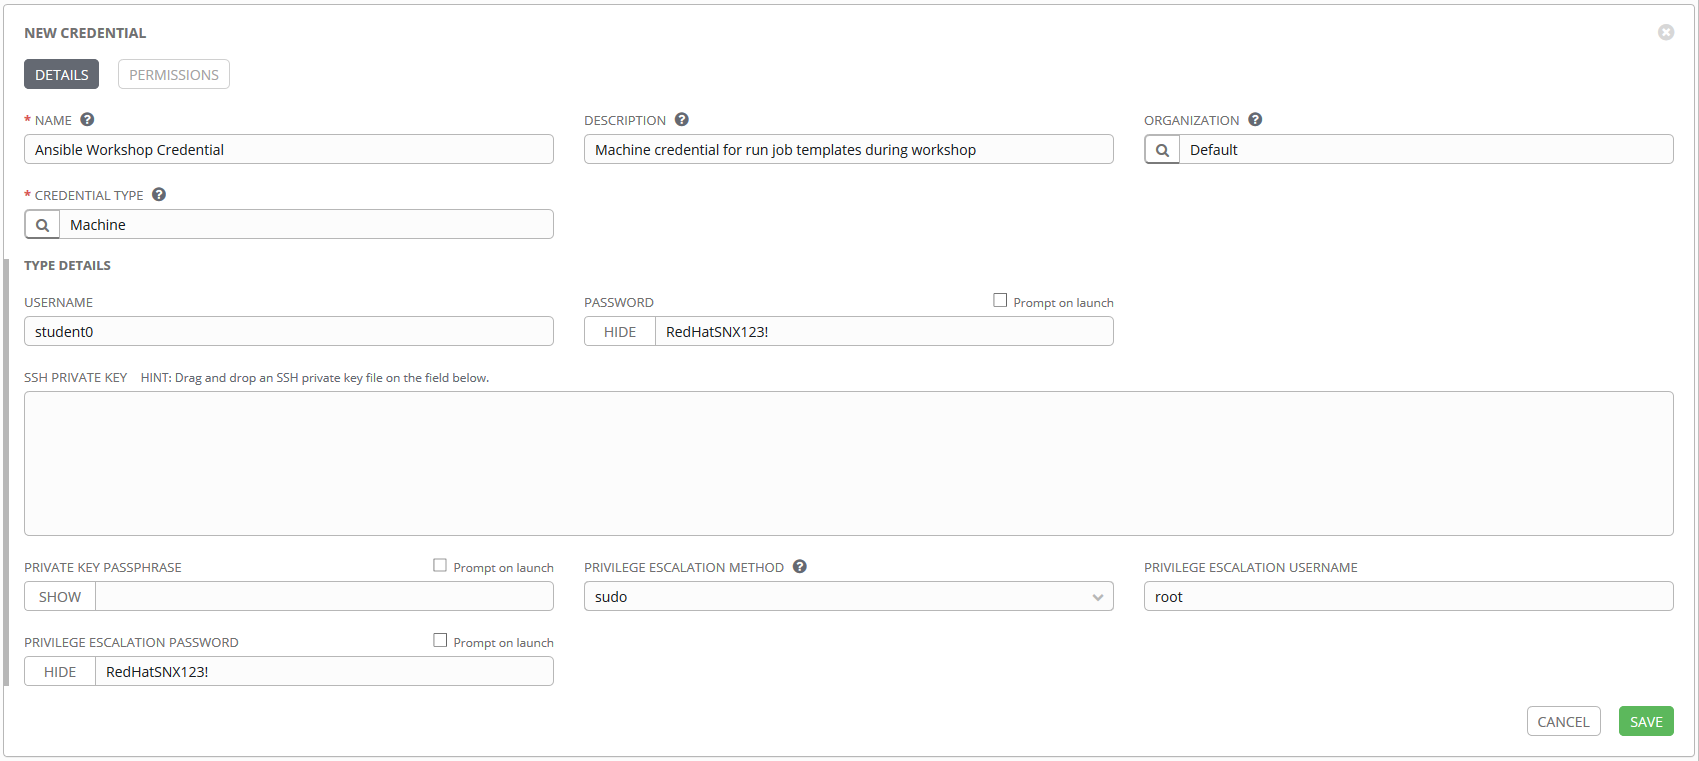 NEW CREDENTIAL
DETAILS PERMISSIONS
* NAME ? DESCRIPTION ? ORGANIZATION ?
Ansible Workshop Credential Machine credential for run job templates during workshop Default
* CREDENTIAL TYPE ?
Machine
TYPE DETAILS
USERNAME PASSWORD Prompt on launch
student0 HIDE RedHatSNX123!
SSH PRIVATE KEY HINT: Drag and drop an SSH private key file on the field below.
PRIVATE KEY PASSPHRASE Prompt on launch PRIVILEGE ESCALATION METHOD ? PRIVILEGE ESCALATION USERNAME
SHOW sudo root
PRIVILEGE ESCALATION PASSWORD Prompt on launch
HIDE RedHatSNX123!
CANCEL SAVE